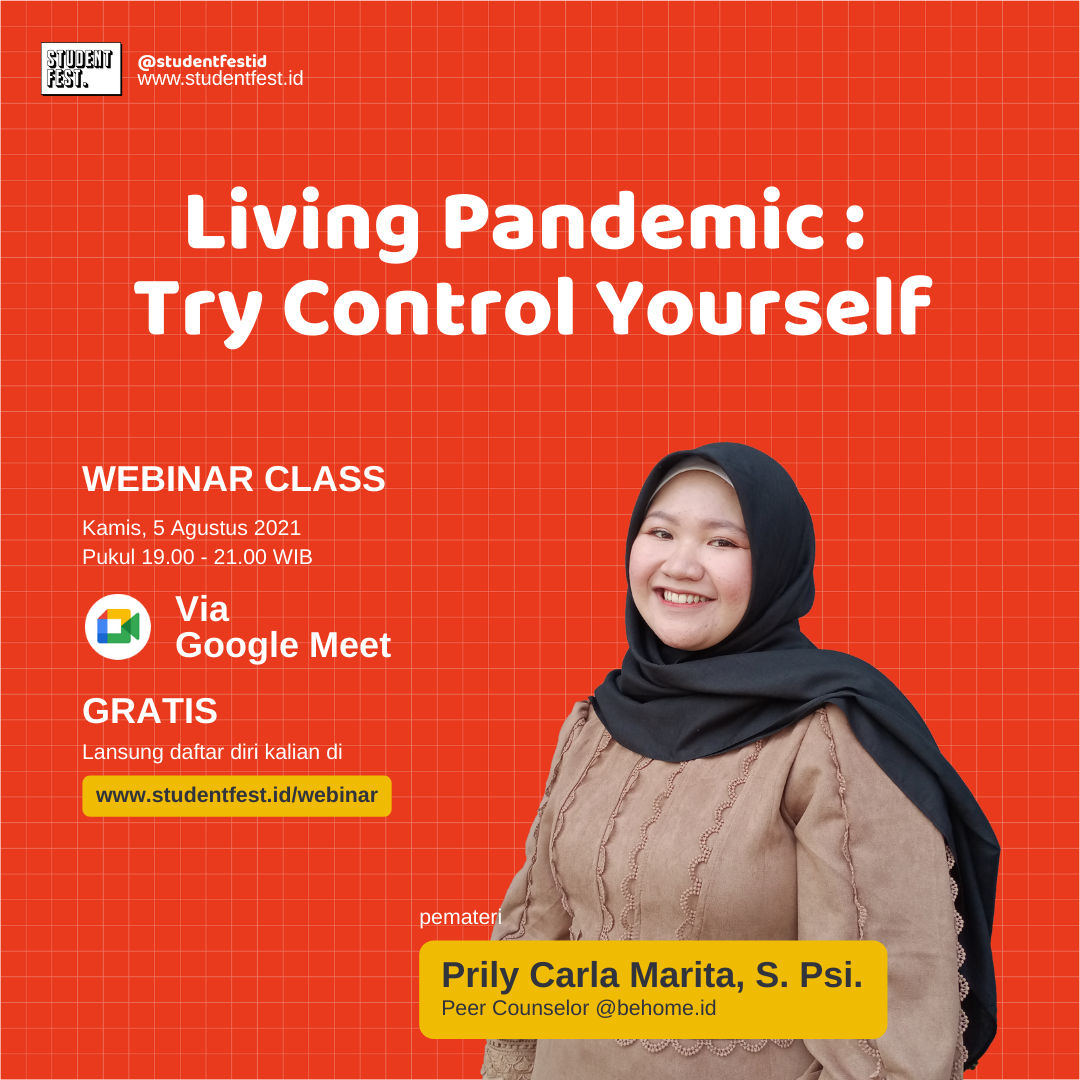 STUDENT
FEST.
@studentfestid
www.studentfest.id
Living Pandemic :
Try Control Yourself
WEBINAR CLASS
Kamis, 5 Agustus 2021
Pukul 19.00 - 21.00 WIB
Via
Google Meet
GRATIS
Lansung daftar diri kalian di
www.studentfest.id/webinar
pemateri
Prily Carla Marita, S. Psi.
Peer Counselor @behome.id